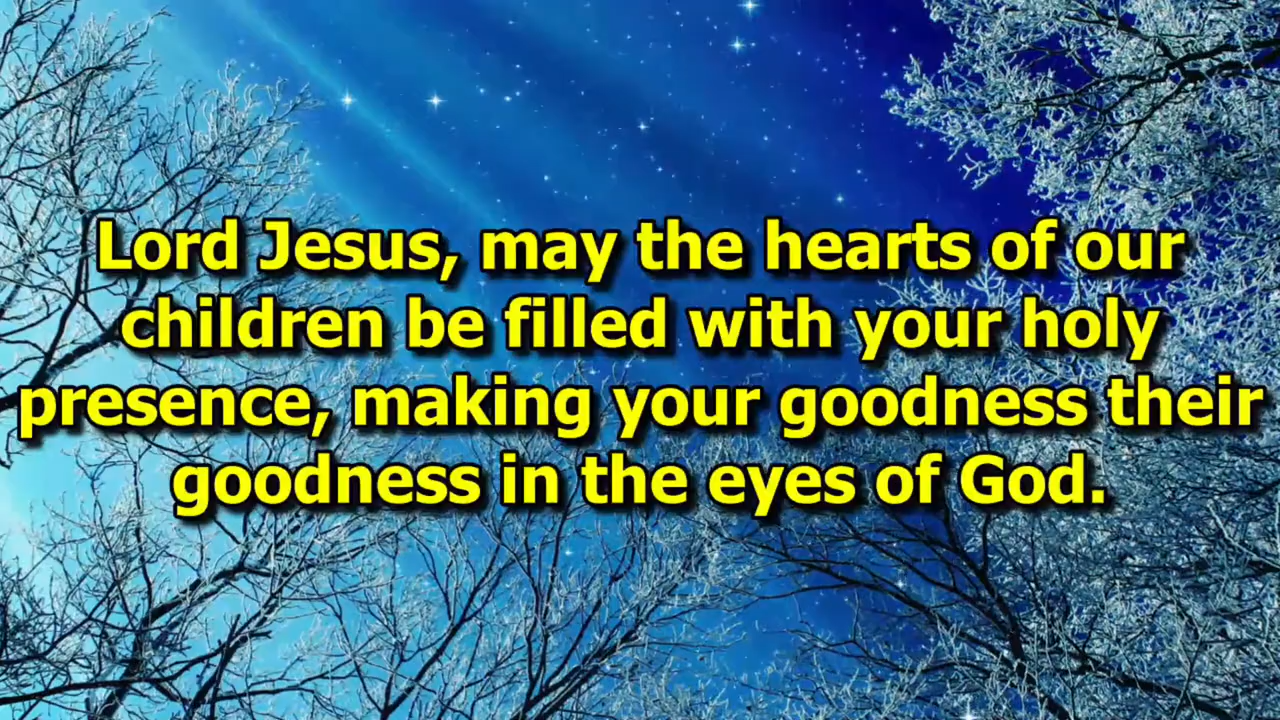 Lord Jesus, may the hearts of our
children be filled with your holy
presence, making your goodness their
goodness in the eyes of God.